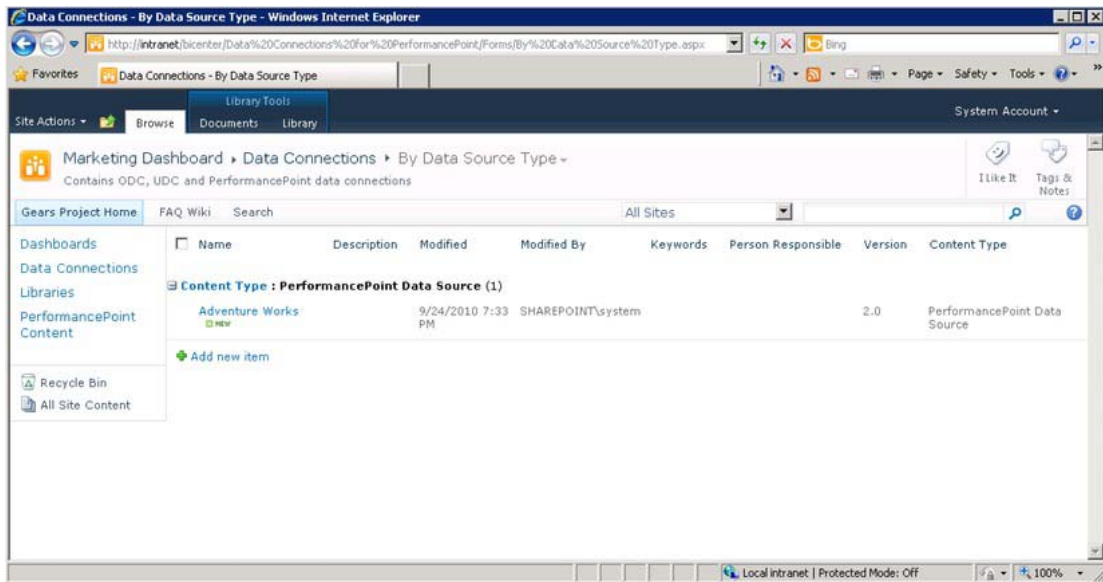 Data Connections - By Data Source Type - Windows Internet Explorer
http://intranet/bicenter/Data%20Connections%20for%20PerformancePoint/Forms/By%20Data%20Source%20Type.aspx
Bing
Favorites Data Connections - By Data Source Type Page Safety Tools »
Library Tools
Site Actions Browse Documents Library System Account
Marketing Dashboard Data Connections By Data Source Type
Contains ODC, UDC and PerformancePoint data connections
I Like It Tags & Notes
Gears Project Home FAQ Wiki Search All Sites
Dashboards
Data Connections
Libraries
PerformancePoint
Content
Recycle Bin
All Site Content
Name Description Modified Modified By Keywords Person Responsible Version Content Type
Content Type : PerformancePoint Data Source (1)
Adventure Works 9/24/2010 7:33 SHAREPOINT\system 2.0 PerformancePoint Data
NEW PM Source
Add new item
Local intranet | Protected Mode: Off 100%